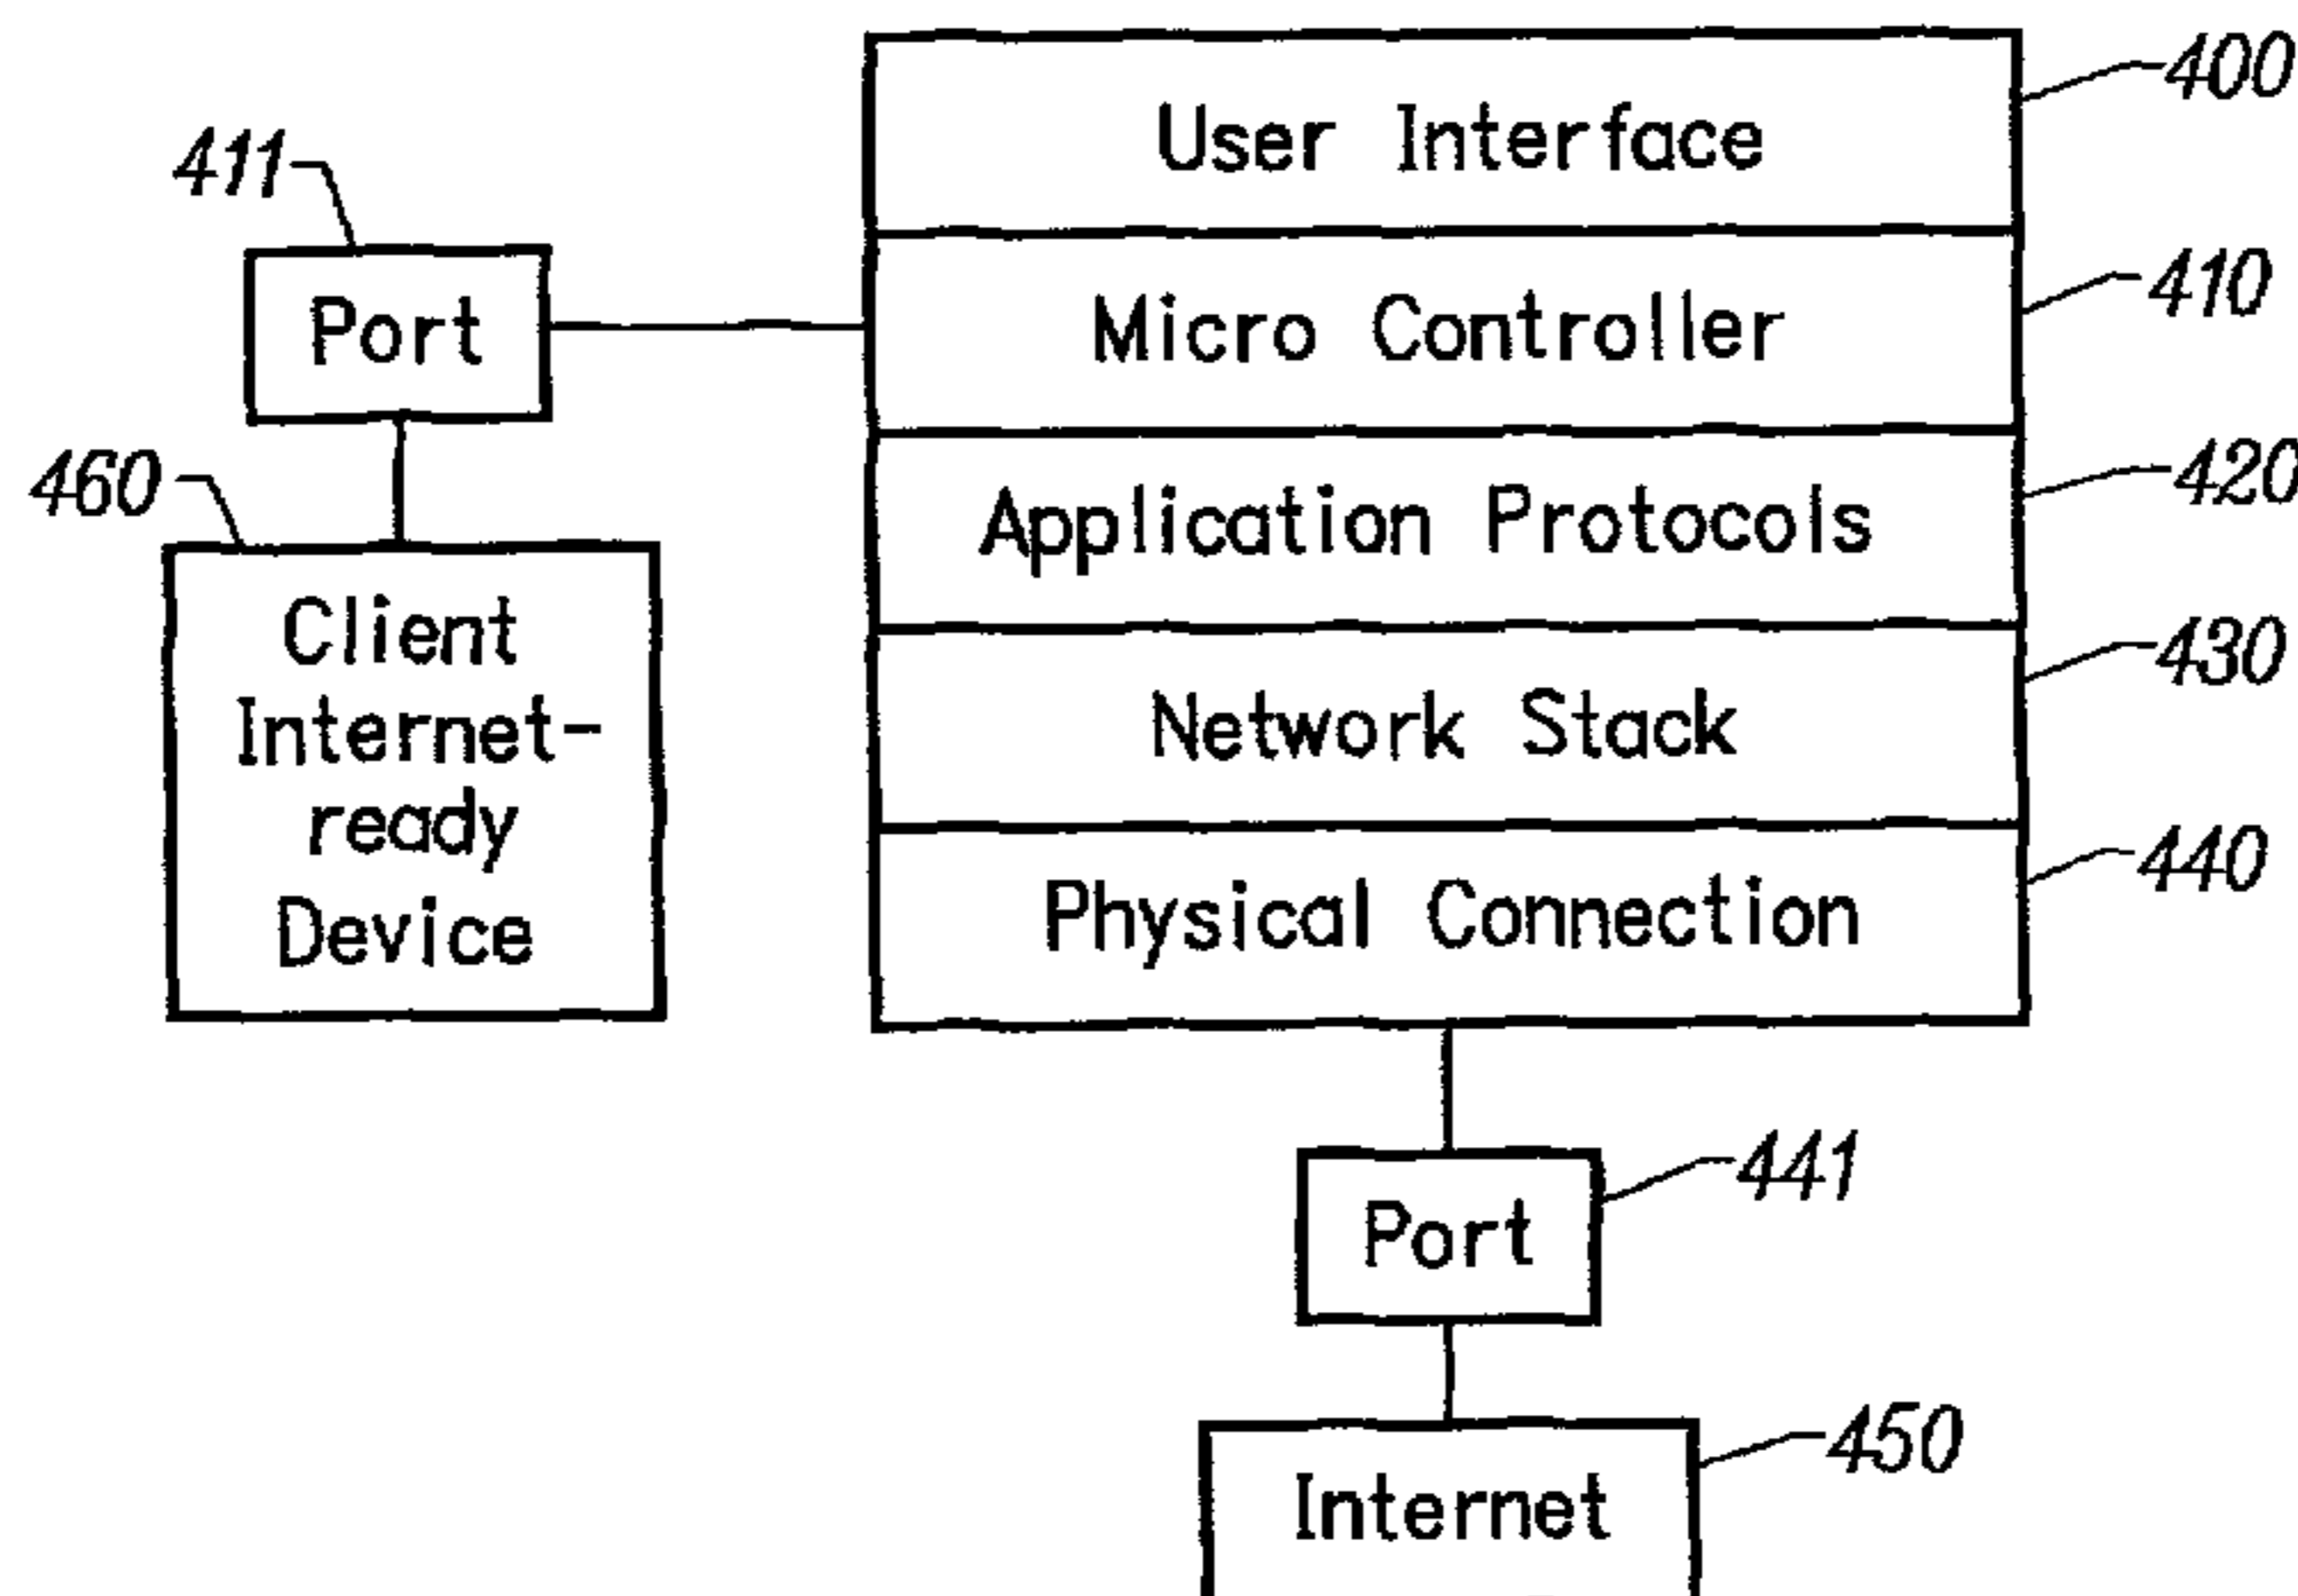 400
User Interface
411
410
Port
Micro Controller
460
420
Application Protocols
Client
Internet-
ready
Device
430
Network Stack
440
Physical Connection
441
Port
450
Internet